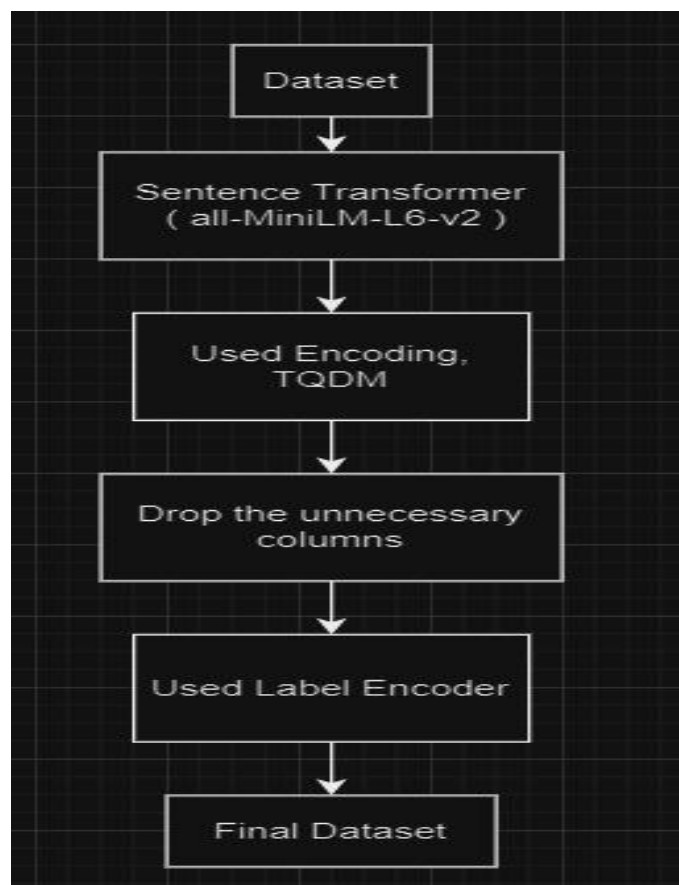 Dataset
Sentence Transformer
( all-MiniLM-L6-v2 )
Used Encoding,
TQDM
Drop the unnecessary
columns
Used Label Encoder
Final Dataset